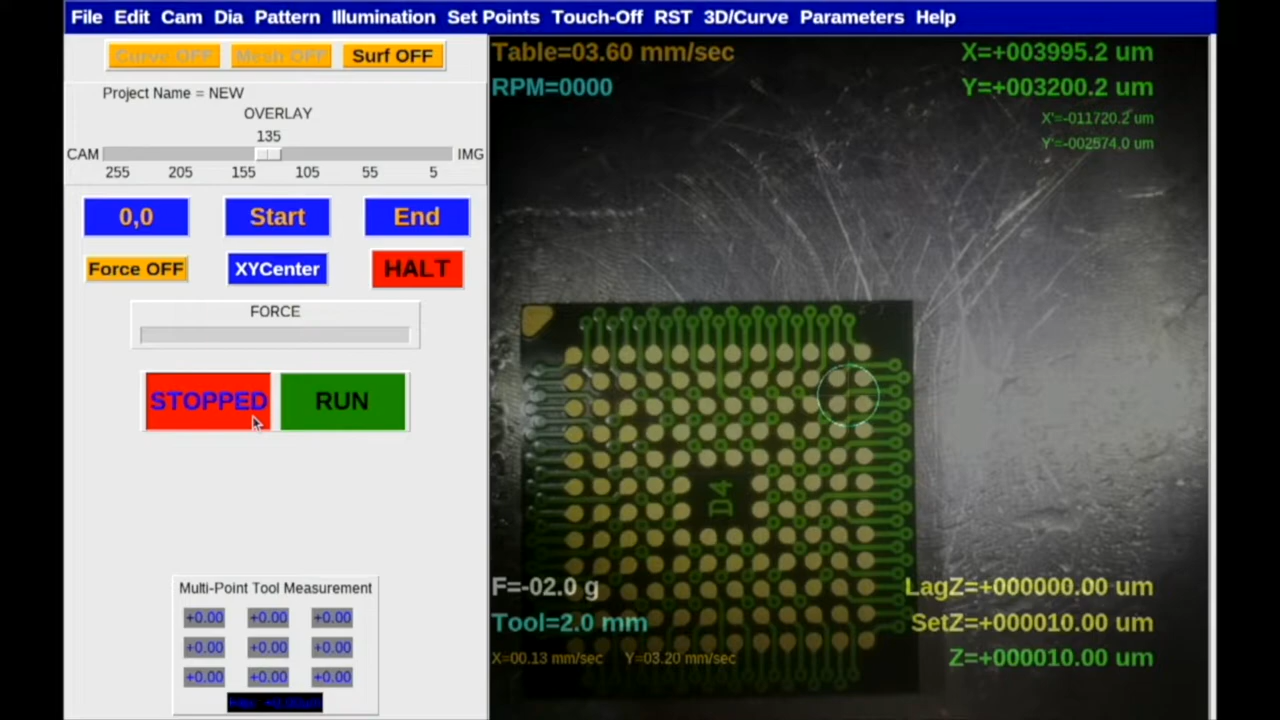 File Edit Cam Dia Pattern Illumination Set Points Touch-Off RST 3D/Curve Parameters Help
Curve OFF Mesh OFF Surf OFF
Project Name = NEW
OVERLAY
135
CAM IMG
255 205 155 105 55 5
0,0 Start End
Force OFF XYCenter HALT
FORCE
STOPPED RUN
Multi-Point Tool Measurement
+0.00 +0.00 +0.00
+0.00 +0.00 +0.00
+0.00 +0.00 +0.00
Table=03.60 mm/sec X=+003995.2 um
RPM=0000 Y=+003200.2 um
X'=-011720.2 um
Y'=-002574.0 um
D4
F=-02.0 g LagZ=+000000.00 um
Tool=2.0 mm SetZ=+000010.00 um
X=00.13 mm/sec Y=03.20 mm/sec Z=+000010.00 um